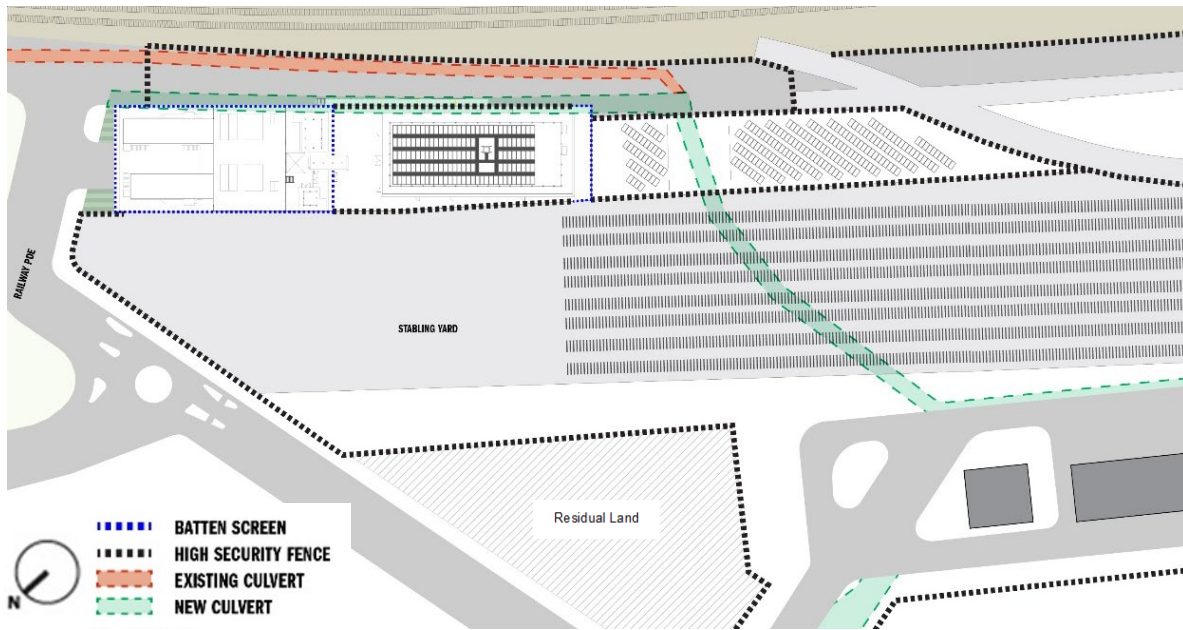 RAILWAY PDE
STABLING YARD
Residual Land
BATTEN SCREEN
HIGH SECURITY FENCE
EXISTING CULVERT
NEW CULVERT
N